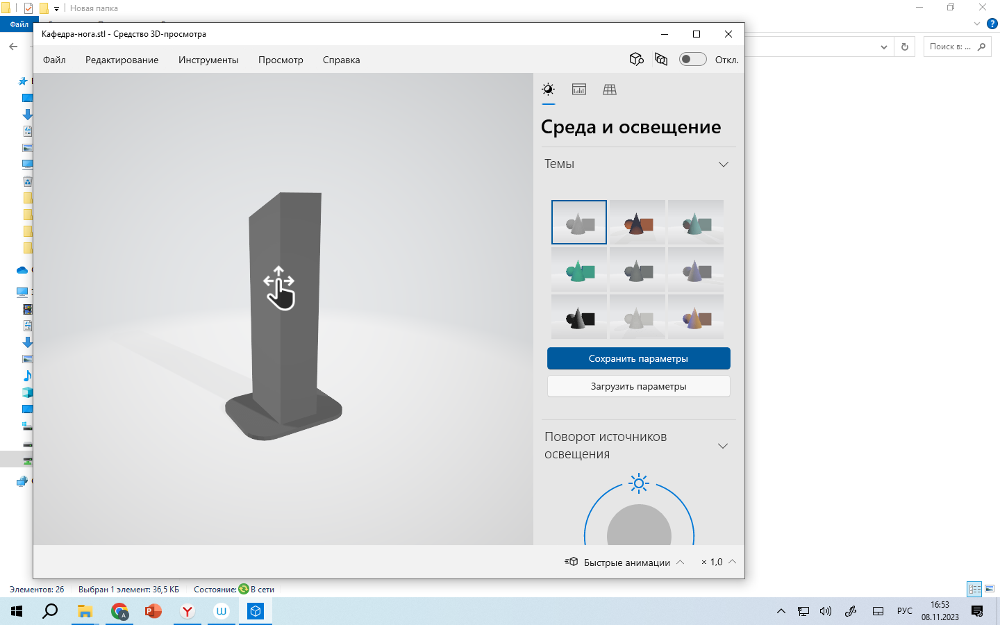 Новая папка
Файл
Кафедра-нога.stl - Средство 3D-просмотра
Файл Редактирование Инструменты Просмотр Справка Откл.
Поиск в: ...
Среда и освещение
Темы
Сохранить параметры
Загрузить параметры
Поворот источников
освещения
Быстрые анимации × 1,0
Элементов: 26 Выбран 1 элемент: 36,5 КБ Состояние: В сети
A P Y W РУС 16:53
08.11.2023